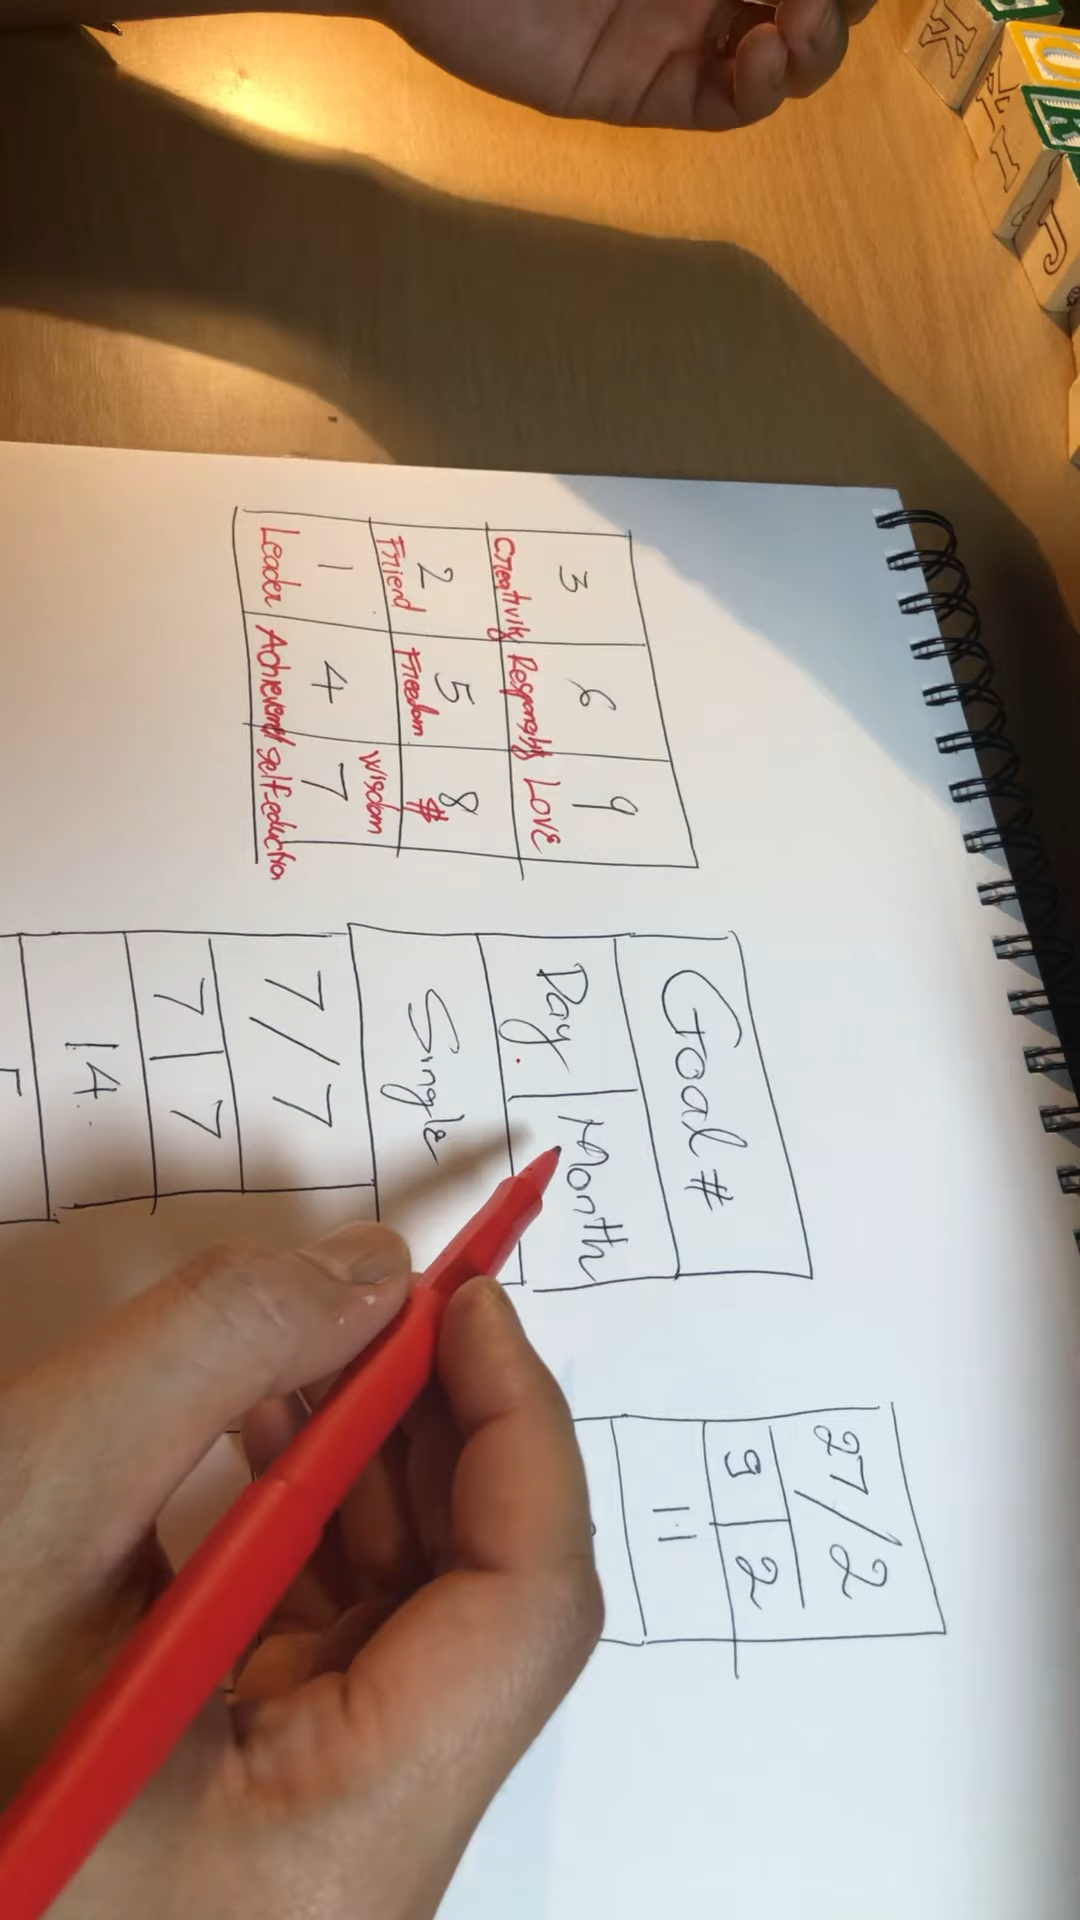 3 6 9
Creativity Responsibility Love
2 5 8
Friend Freedom #
Wisdom
1 4 7
Leader Achievement self-eduction
Goal #
Day Month
Single
7/7
7 7
14
27/2
9 2
11
K
J
I